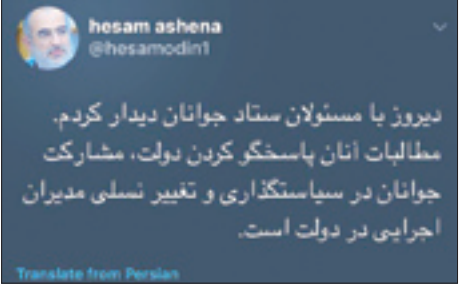 hesam ashena
@hesamodin1
دیروز با مسئولان ستاد جوانان دیدار کردم.
مطالبات آنان پاسخگو کردن دولت، مشارکت
جوانان در سیاستگذاری و تغییر نسلی مدیران
اجرایی در دولت است.
Translate from Persian